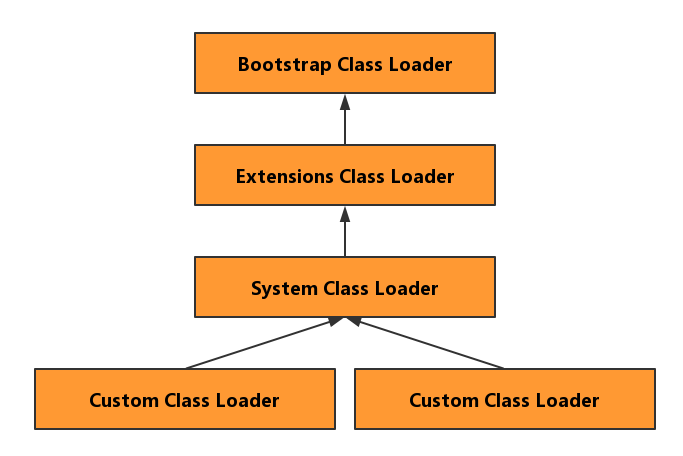 Bootstrap Class Loader
Extensions Class Loader
System Class Loader
Custom Class Loader
Custom Class Loader